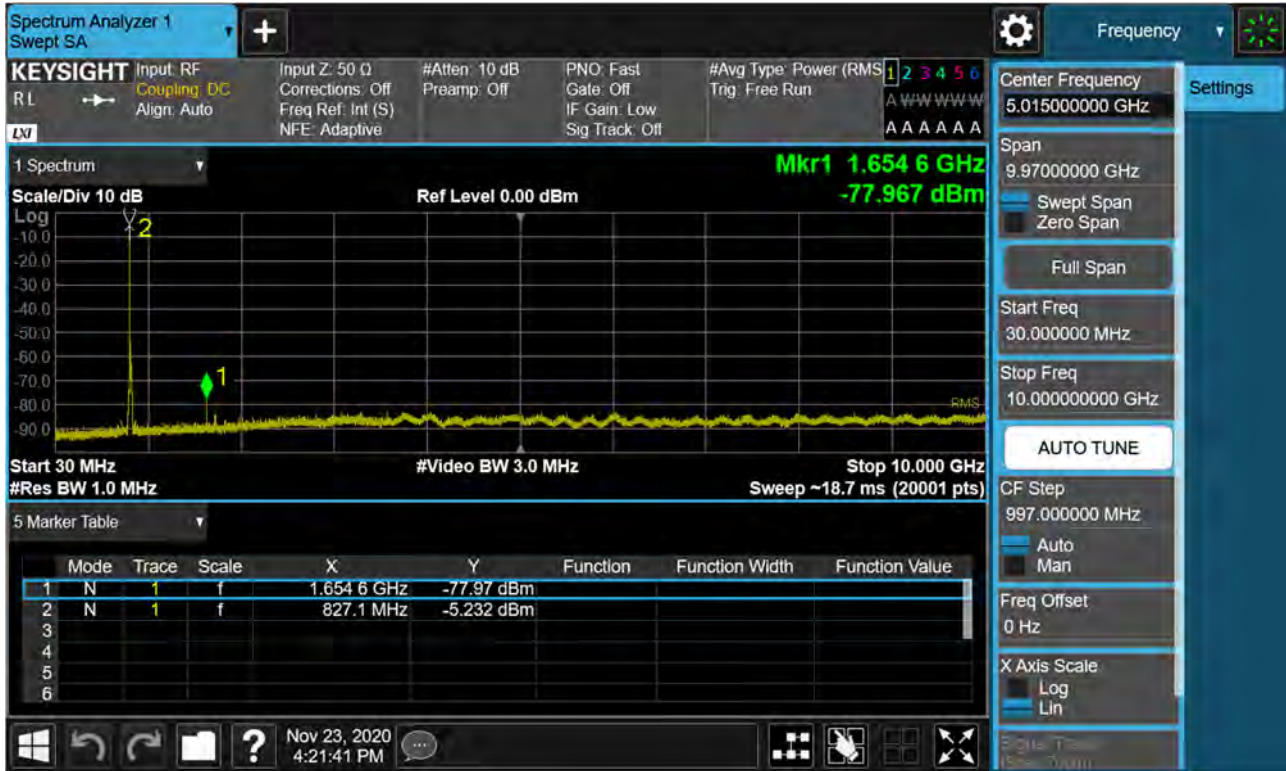 Spectrum Analyzer 1
Swept SA
Frequency
KEYSIGHT
RL
LXI
Input: RF
Coupling: DC
Align: Auto
Input Z: 50 Ω
Corrections: Off
Freq Ref: Int (S)
NFE: Adaptive
#Atten: 10 dB
Preamp: Off
PNO: Fast
Gate: Off
IF Gain: Low
Sig Track: Off
#Avg Type: Power (RMS
Trig: Free Run
1 2 3 4 5 6
A W W W W W
A A A A A A
1 Spectrum
Mkr1 1.654 6 GHz
-77.967 dBm
Scale/Div 10 dB
Ref Level 0.00 dBm
Log
-10.0
-20.0
-30.0
-40.0
-50.0
-60.0
-70.0
-80.0
-90.0
2
1
RMS
Start 30 MHz
#Video BW 3.0 MHz
Stop 10.000 GHz
#Res BW 1.0 MHz
Sweep ~18.7 ms (20001 pts)
5 Marker Table
Mode Trace Scale X Y Function Function Width Function Value
1 N 1 f 1.654 6 GHz -77.97 dBm
2 N 1 f 827.1 MHz -5.232 dBm
3
4
5
6
Nov 23, 2020
4:21:41 PM
Center Frequency
5.015000000 GHz
Settings
Span
9.97000000 GHz
Swept Span
Zero Span
Full Span
Start Freq
30.000000 MHz
Stop Freq
10.000000000 GHz
AUTO TUNE
CF Step
997.000000 MHz
Auto
Man
Freq Offset
0 Hz
X Axis Scale
Log
Lin